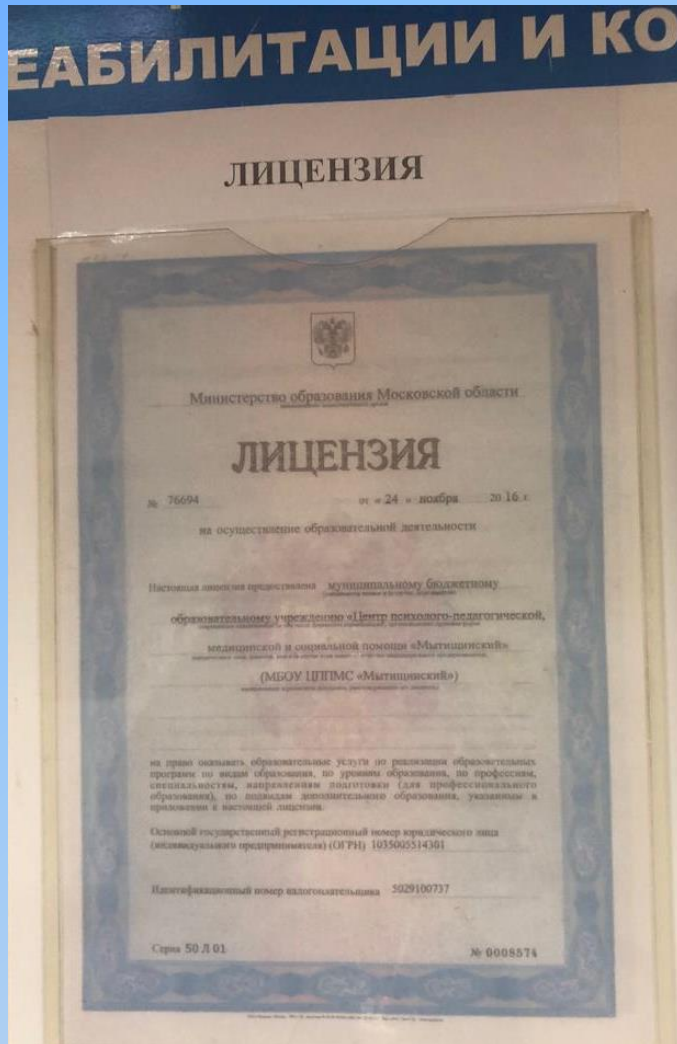 ЕАБИЛИТАЦИИ И КО
ЛИЦЕНЗИЯ
Министерство образования Московской области
ЛИЦЕНЗИЯ
№ 76694 от « 24 » ноября 20 16 г.
на осуществление образовательной деятельности
Настоящая лицензия предоставлена муниципальному бюджетному
образовательному учреждению «Центр психолого-педагогической,
медицинской и социальной помощи «Мытищинский»
(МБОУ ЦППМС «Мытищинский»)
на право оказывать образовательные услуги по реализации образовательных
программ по видам образования, по уровням образования, по профессиям,
специальностям, направлениям подготовки (для профессионального
образования), по подвидам дополнительного образования, указанным в
приложении к настоящей лицензии.
Основной государственный регистрационный номер юридического лица
(индивидуального предпринимателя) (ОГРН) 1035005514301
Идентификационный номер налогоплательщика 5029100737
Серия 50 Л 01 № 0008574